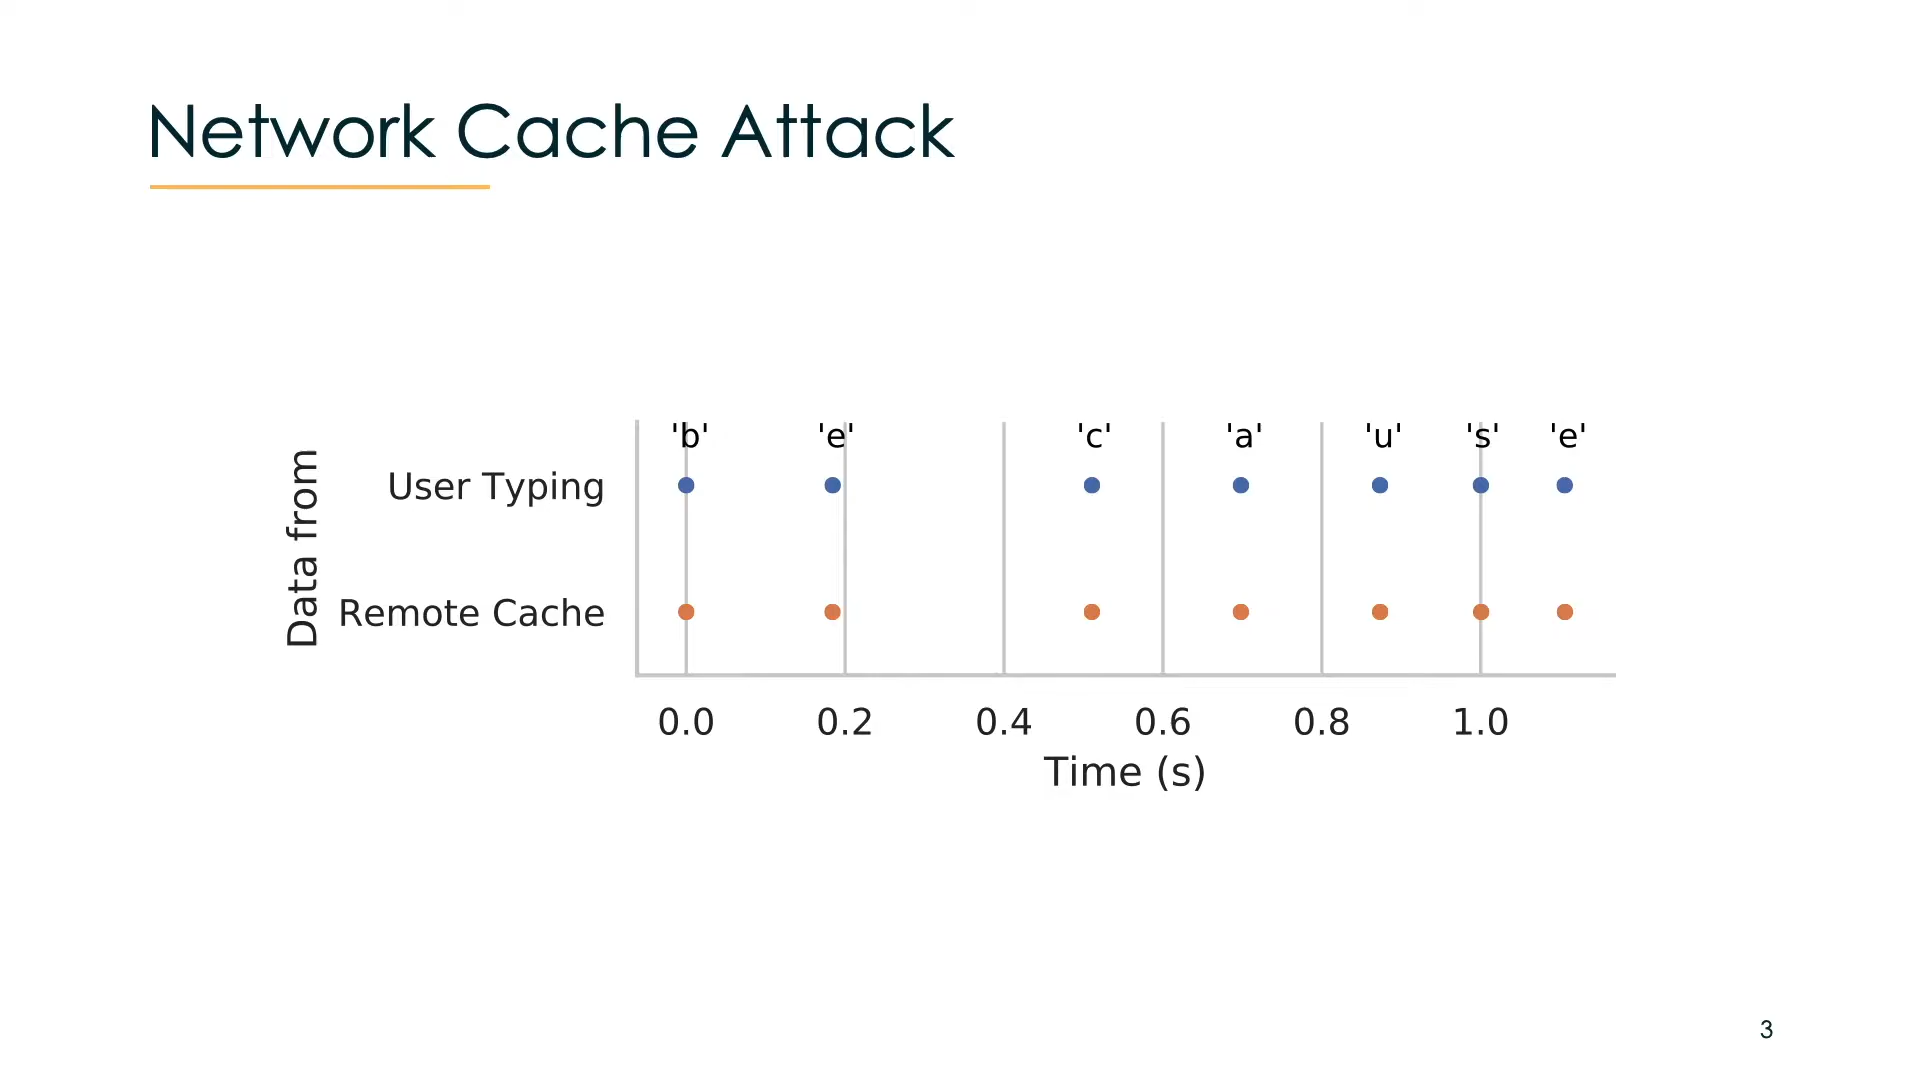 Network Cache Attack
'b' 'e' 'c' 'a' 'u' 's' 'e'
Data from
User Typing
Remote Cache
0.0 0.2 0.4 0.6 0.8 1.0
Time (s)
3